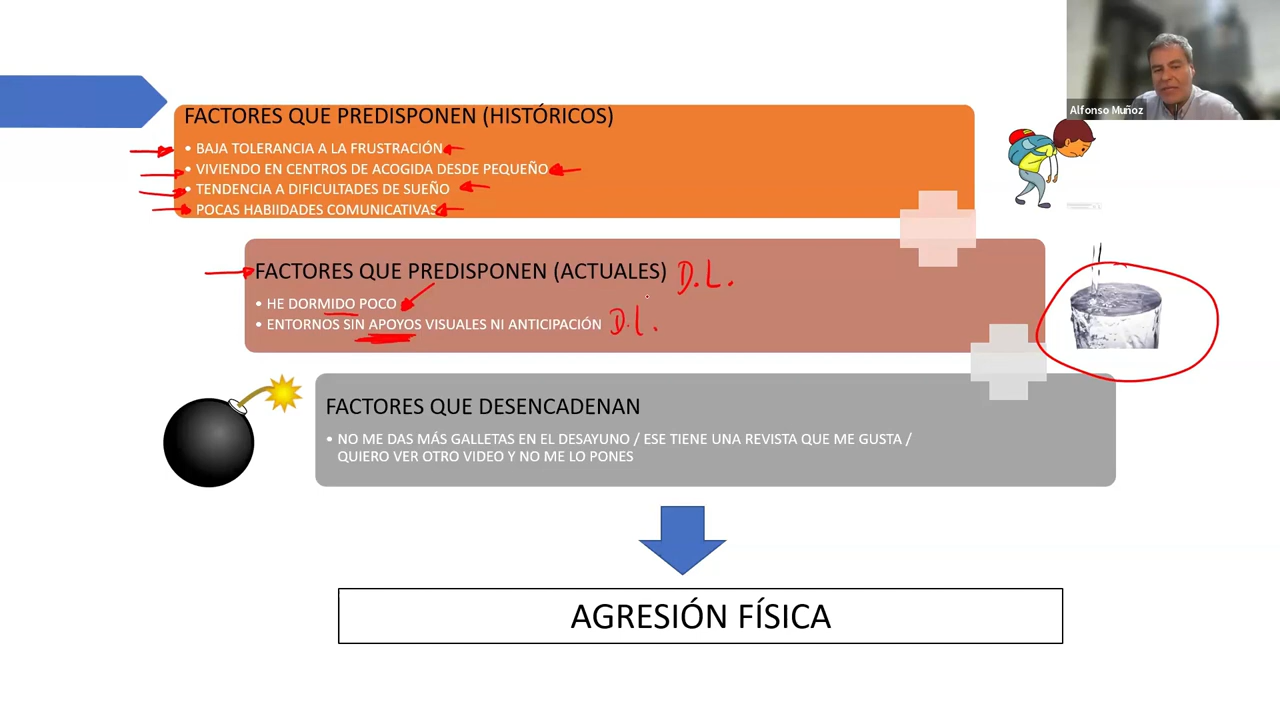 Alfonso Muñoz
FACTORES QUE PREDISPONEN (HISTÓRICOS)
• BAJA TOLERANCIA A LA FRUSTRACIÓN
• VIVIENDO EN CENTROS DE ACOGIDA DESDE PEQUEÑO
• TENDENCIA A DIFICULTADES DE SUEÑO
• POCAS HABIIDADES COMUNICATIVAS
FACTORES QUE PREDISPONEN (ACTUALES) D.L.
• HE DORMIDO POCO
• ENTORNOS SIN APOYOS VISUALES NI ANTICIPACIÓN D.L.
FACTORES QUE DESENCADENAN
• NO ME DAS MÁS GALLETAS EN EL DESAYUNO / ESE TIENE UNA REVISTA QUE ME GUSTA /
QUIERO VER OTRO VIDEO Y NO ME LO PONES
AGRESIÓN FÍSICA